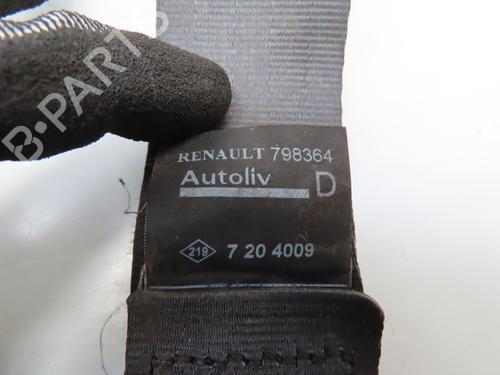 RENAULT 798364
Autoliv D
219 7 20 4009
B-PARTS